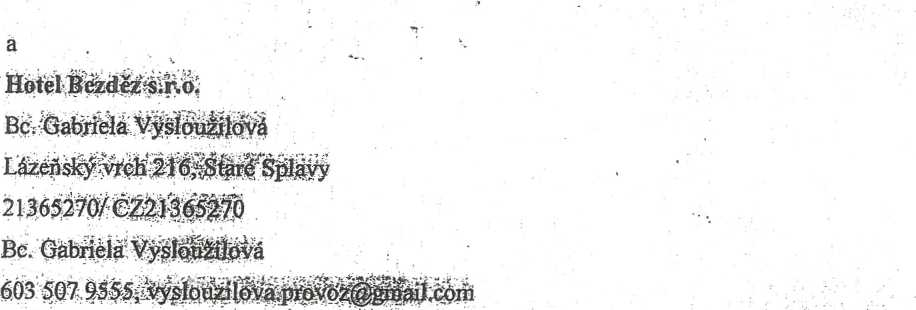 a
Hotel Bezděz s.r.o.
Bc. Gabriela Vysloužilová
Lázeňský vrch 216, Staré Splavy
21365270/ CZ21365270
Bc. Gabriela Vysloužilová
603 507 9555, vyslouzilova.provoz@gmail.com